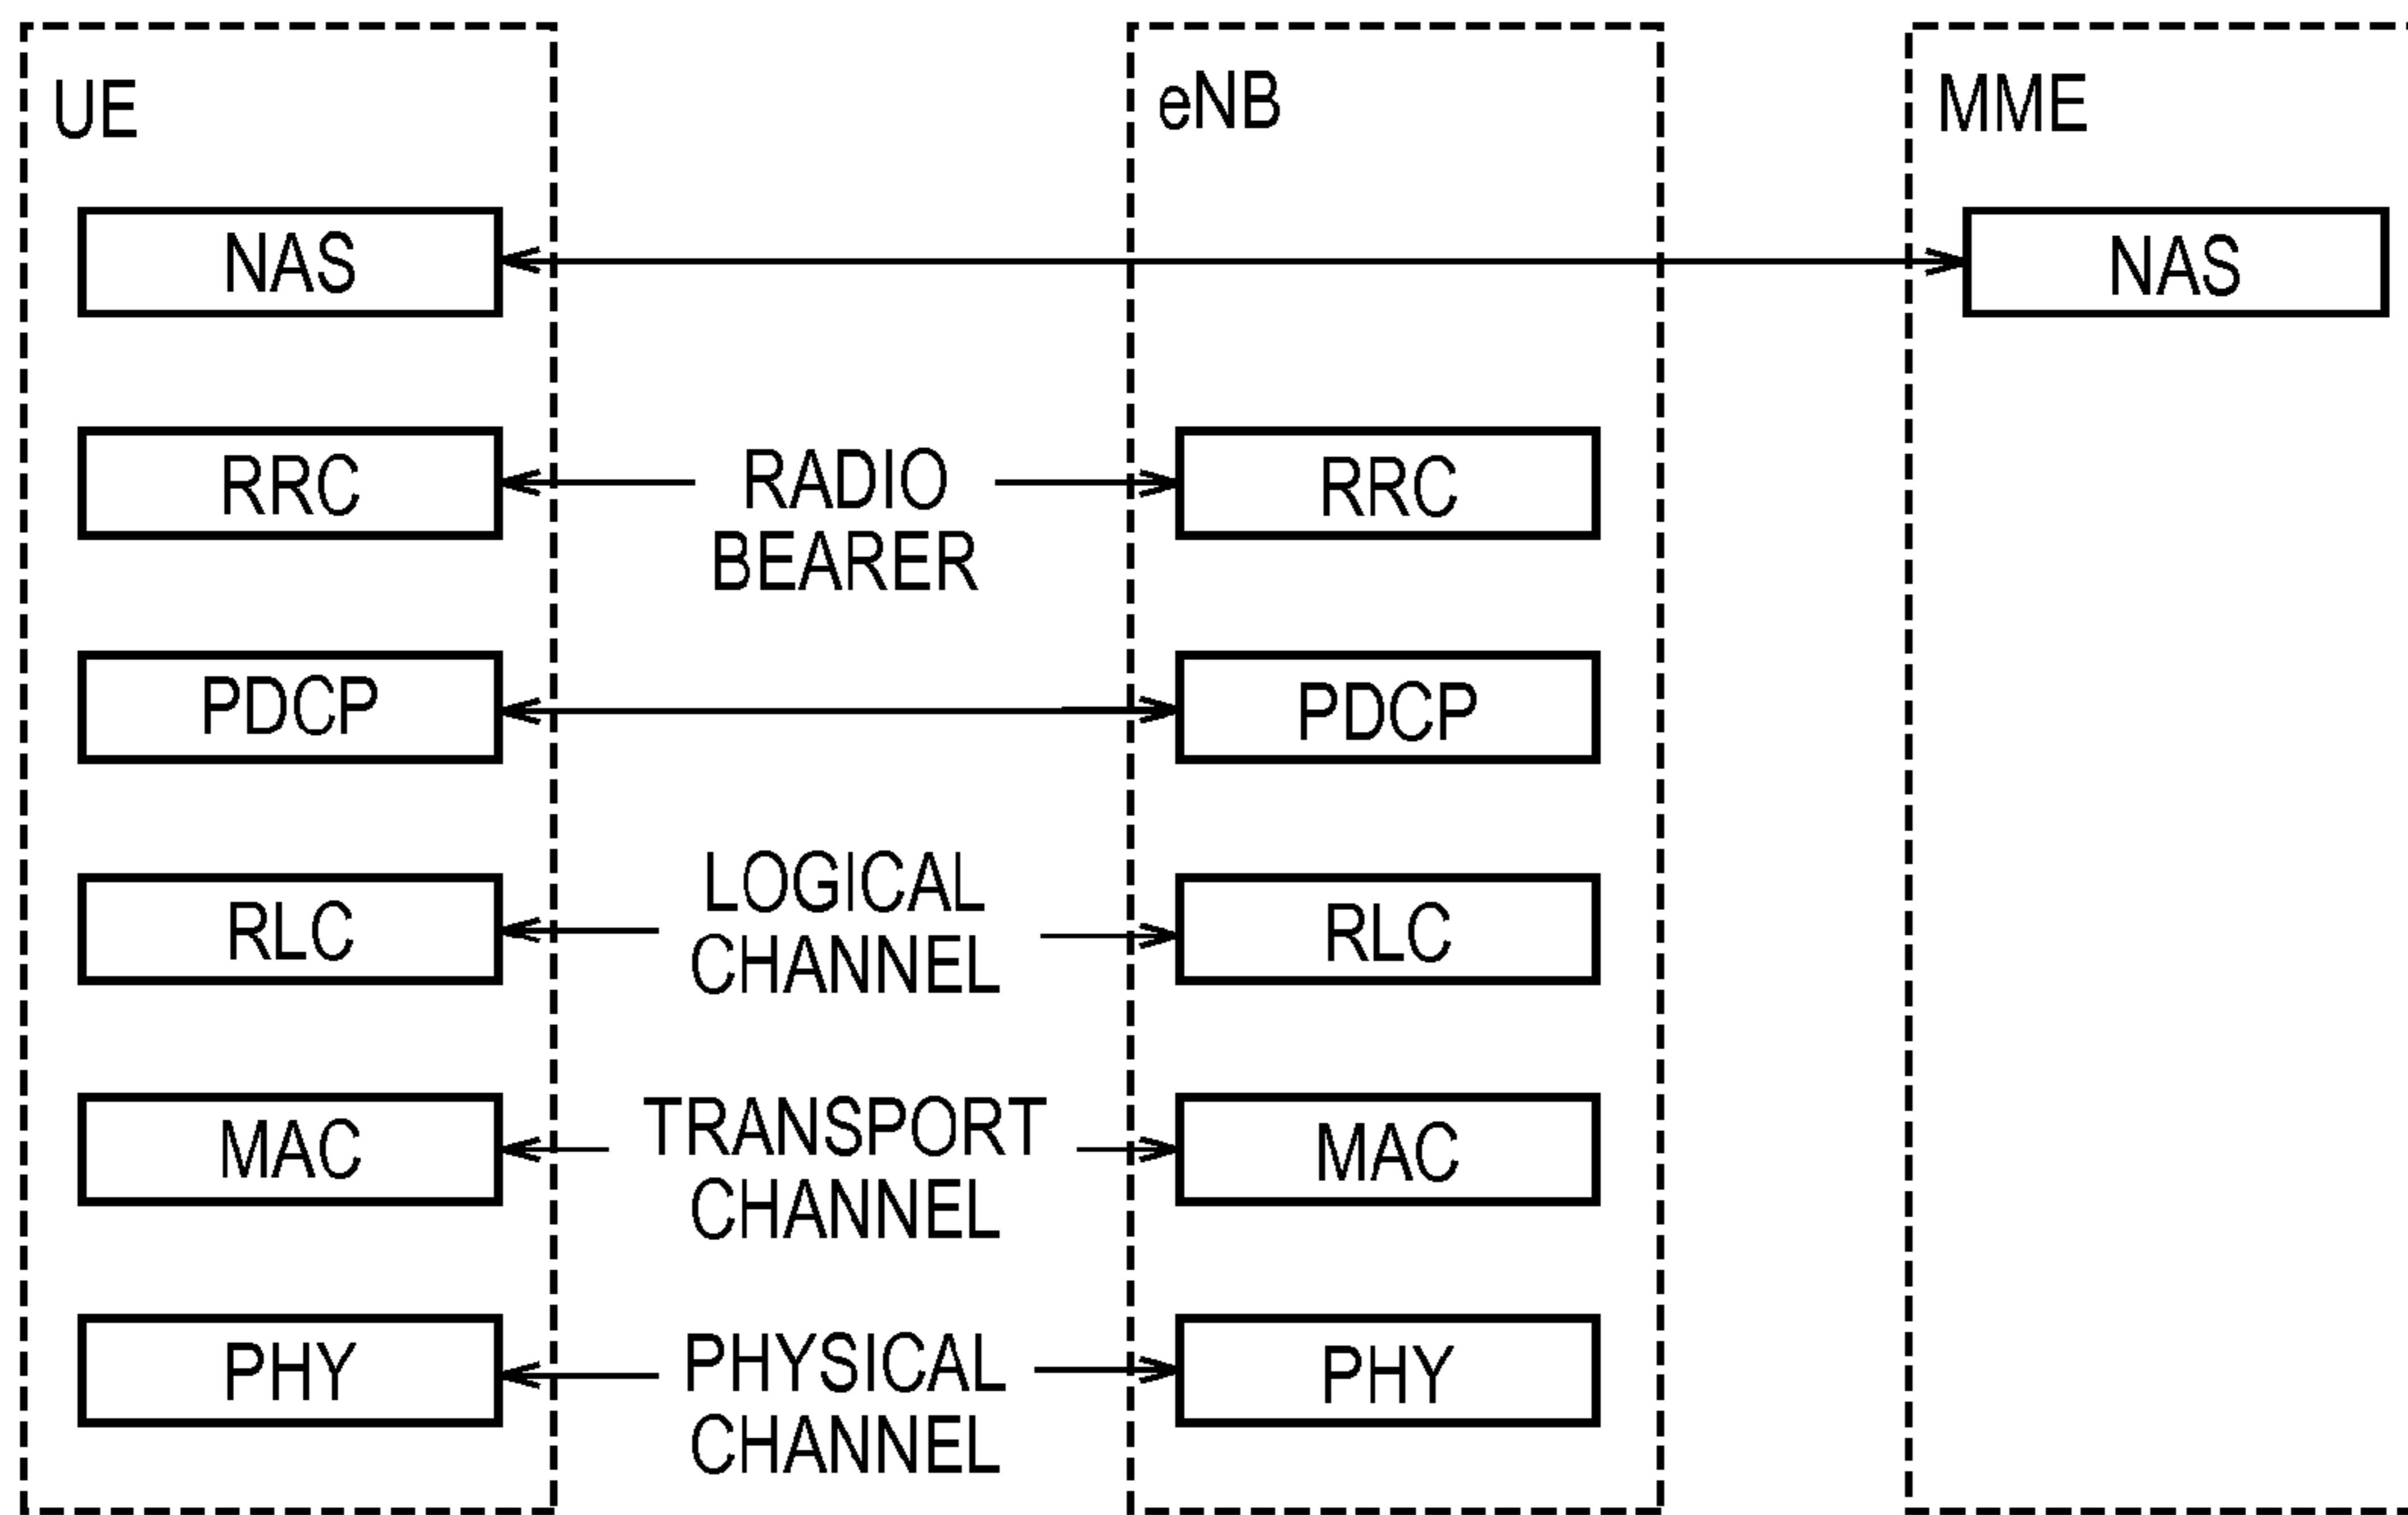 UE
eNB
MME
NAS
NAS
RRC
RADIO
BEARER
RRC
PDCP
PDCP
RLC
LOGICAL
CHANNEL
RLC
MAC
TRANSPORT
CHANNEL
MAC
PHY
PHYSICAL
CHANNEL
PHY